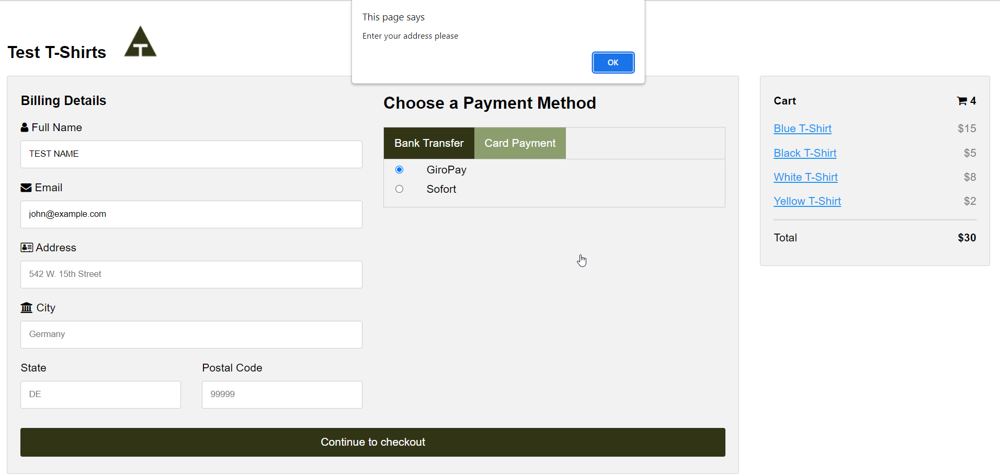 This page says
Enter your address please
OK
Test T-Shirts
T
Billing Details
Full Name
TEST NAME
Email
john@example.com
Address
542 W. 15th Street
City
Germany
State
DE
Postal Code
99999
Choose a Payment Method
Bank Transfer
Card Payment
GiroPay
Sofort
Continue to checkout
Cart 4
Blue T-Shirt $15
Black T-Shirt $5
White T-Shirt $8
Yellow T-Shirt $2
Total $30